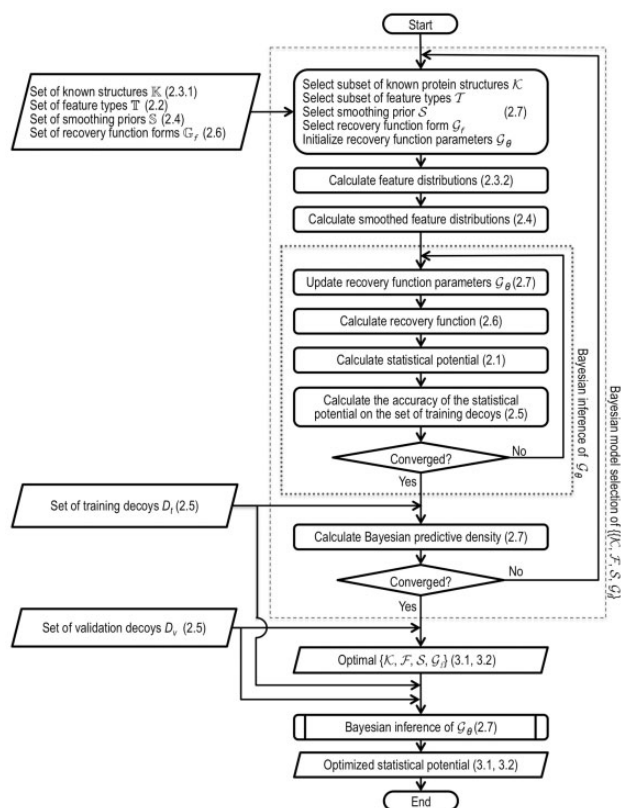 Start
Set of known structures 𝕂 (2.3.1)
Set of feature types 𝕋 (2.2)
Set of smoothing priors 𝕊 (2.4)
Set of recovery function forms 𝔾f (2.6)
Select subset of known protein structures 𝒦
Select subset of feature types 𝒯
Select smoothing prior 𝒮 (2.7)
Select recovery function form 𝒢f
Initialize recovery function parameters 𝒢θ
Calculate feature distributions (2.3.2)
Calculate smoothed feature distributions (2.4)
Update recovery function parameters 𝒢θ (2.7)
Calculate recovery function (2.6)
Calculate statistical potential (2.1)
Calculate the accuracy of the statistical
potential on the set of training decoys (2.5)
Converged?
No
Yes
Bayesian inference of 𝒢θ
Bayesian model selection of {(𝒦, ℱ, 𝒮, 𝒢f}
Set of training decoys Dt (2.5)
Calculate Bayesian predictive density (2.7)
Converged?
No
Yes
Set of validation decoys Dv (2.5)
Optimal {𝒦, ℱ, 𝒮, 𝒢f} (3.1, 3.2)
Bayesian inference of 𝒢θ (2.7)
Optimized statistical potential (3.1, 3.2)
End